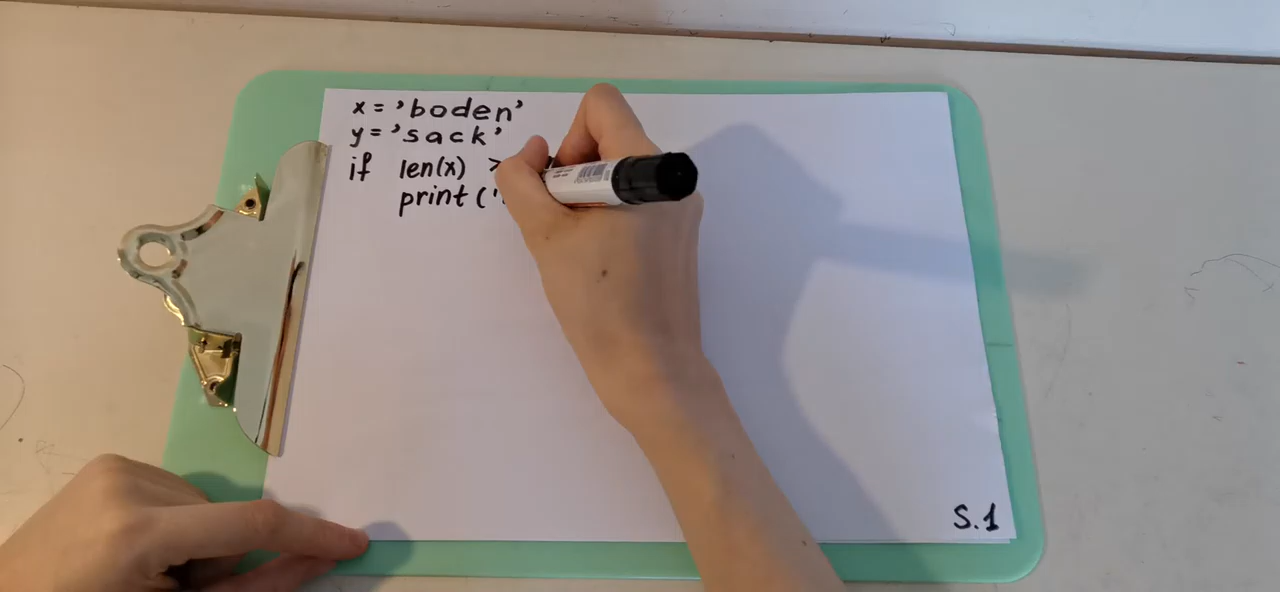 x = 'boden'
y = 'sack'
if len(x) >
print ('
S.1